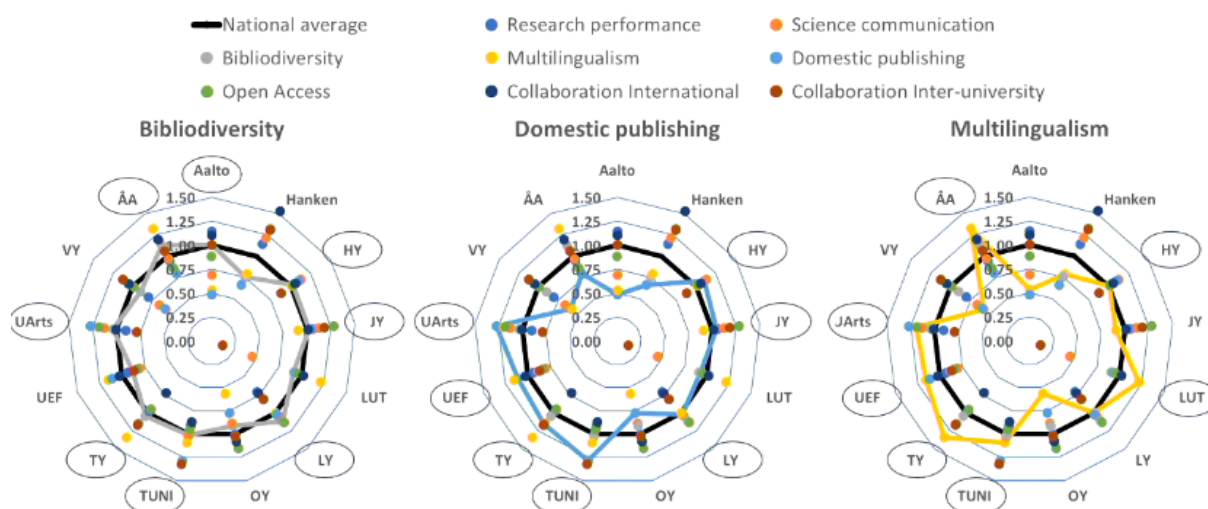 National average
Research performance
Science communication
Bibliodiversity
Multilingualism
Domestic publishing
Open Access
Collaboration International
Collaboration Inter-university
Bibliodiversity
Aalto
Hanken
HY
JY
LUT
LY
OY
TUNI
TY
UEF
UArts
VY
ÅA
1.50
1.25
1.00
0.75
0.50
0.25
0.00
Domestic publishing
Aalto
Hanken
HY
JY
LUT
LY
OY
TUNI
TY
UEF
UArts
VY
ÅA
1.50
1.25
1.00
0.75
0.50
0.25
0.00
Multilingualism
Aalto
Hanken
HY
JY
LUT
LY
OY
TUNI
TY
UEF
JArts
VY
ÅA
1.50
1.25
1.00
0.75
0.50
0.25
0.00